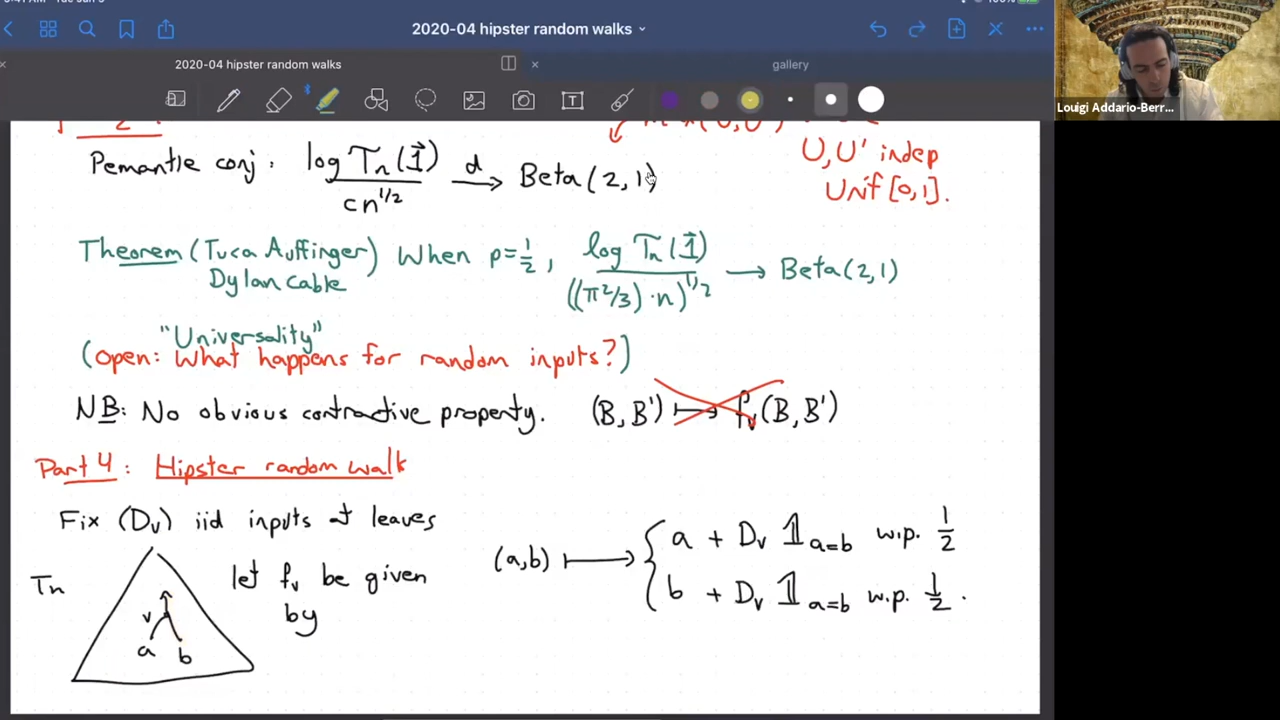 2020-04 hipster random walks
2020-04 hipster random walks
gallery
Louigi Addario-Berr...
U, U' indep
Unif [0,1].
Pemantle conj: log Tn(1⃗) / cn^{1/2} →d Beta(2,1)
Theorem (Tuca Auffinger) When p=1/2, log Tn(1⃗) / ((π²/3)·n)^{1/2} → Beta(2,1)
Dylan Cable
"Universality"
(open: What happens for random inputs?)
NB: No obvious contractive property. (B,B') ↦ f_v(B,B')
Part 4: Hipster random walk
Fix (D_v) iid inputs at leaves
Tn
v
a b
let f_v be given
by
(a,b) ↦ { a + D_v 𝟙_{a=b} w.p. 1/2
b + D_v 𝟙_{a=b} w.p. 1/2.